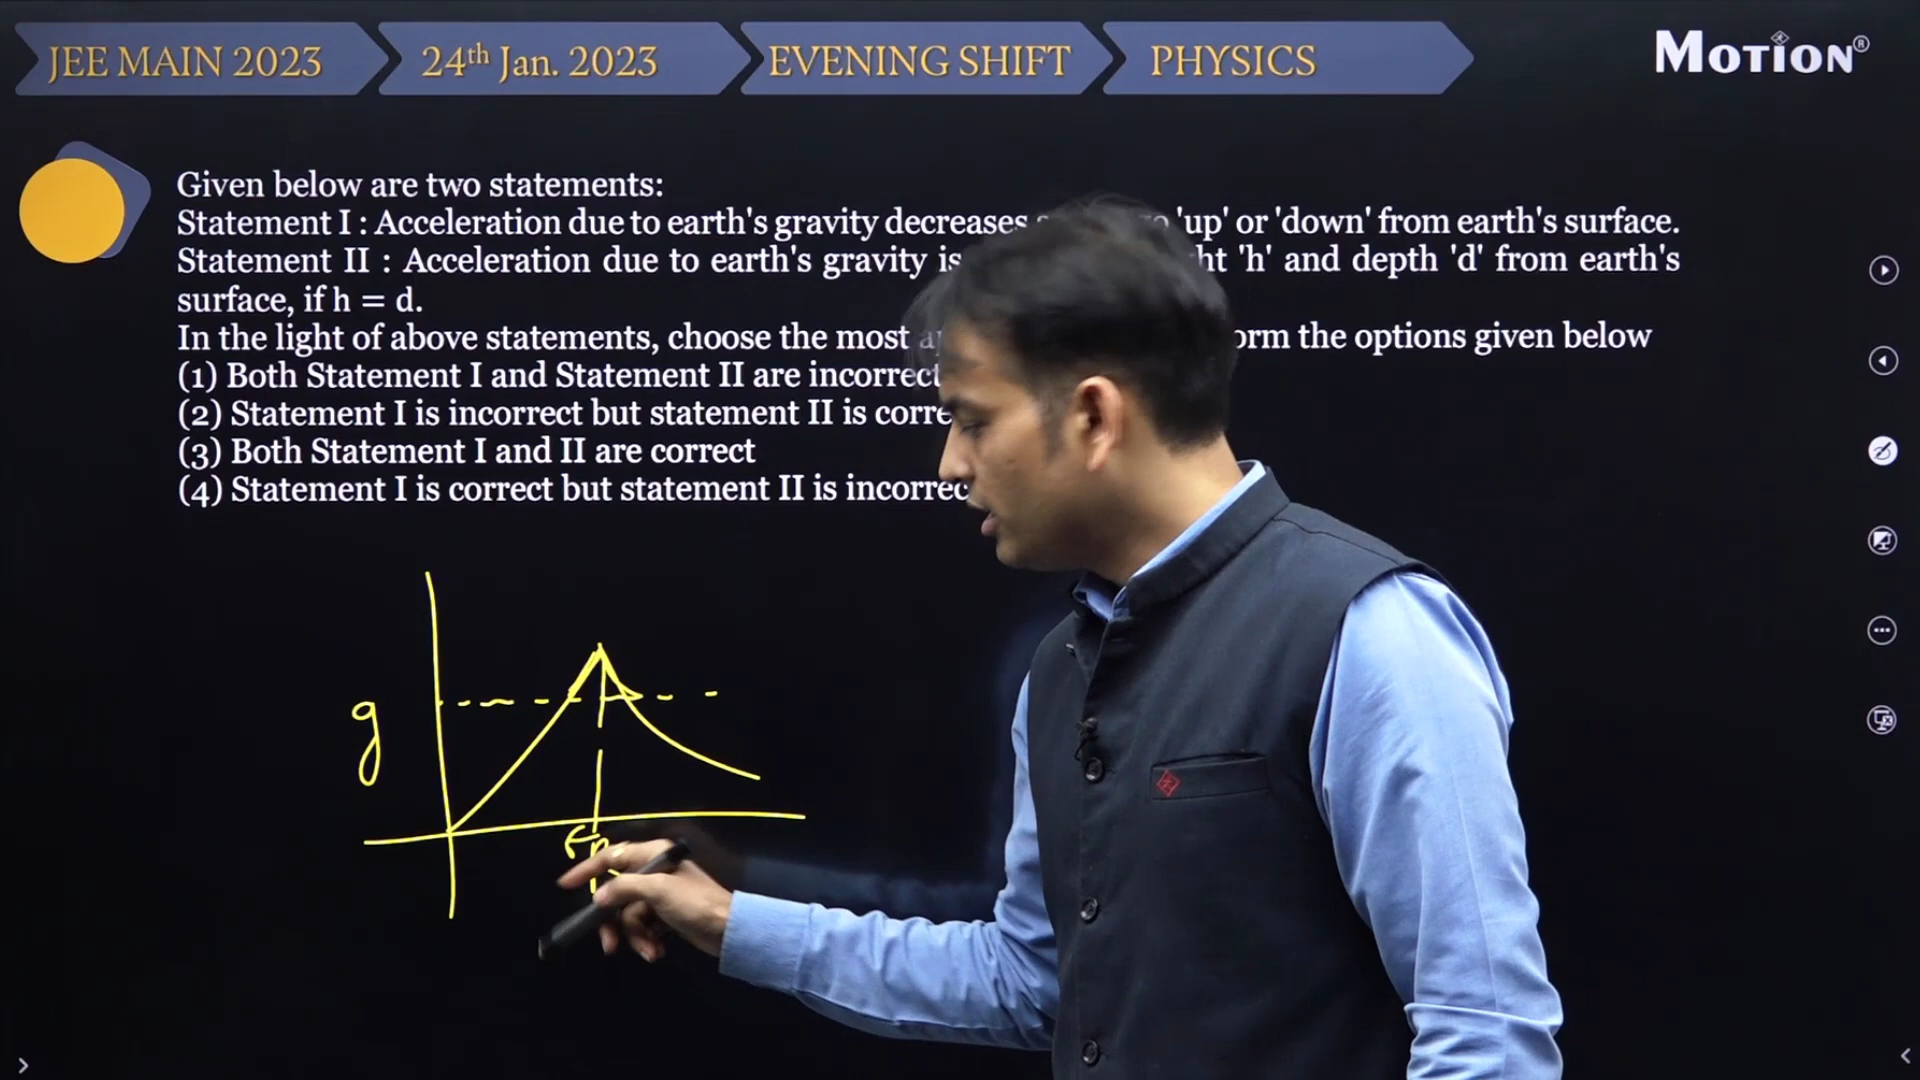 JEE MAIN 2023 24th Jan. 2023 EVENING SHIFT PHYSICS MOTION®
Given below are two statements:
Statement I : Acceleration due to earth's gravity decreases 'up' or 'down' from earth's surface.
Statement II : Acceleration due to earth's gravity is 'h' and depth 'd' from earth's
surface, if h = d.
In the light of above statements, choose the most the options given below
(1) Both Statement I and Statement II are incorrect
(2) Statement I is incorrect but statement II is
(3) Both Statement I and II are correct
(4) Statement I is correct but statement II is
g